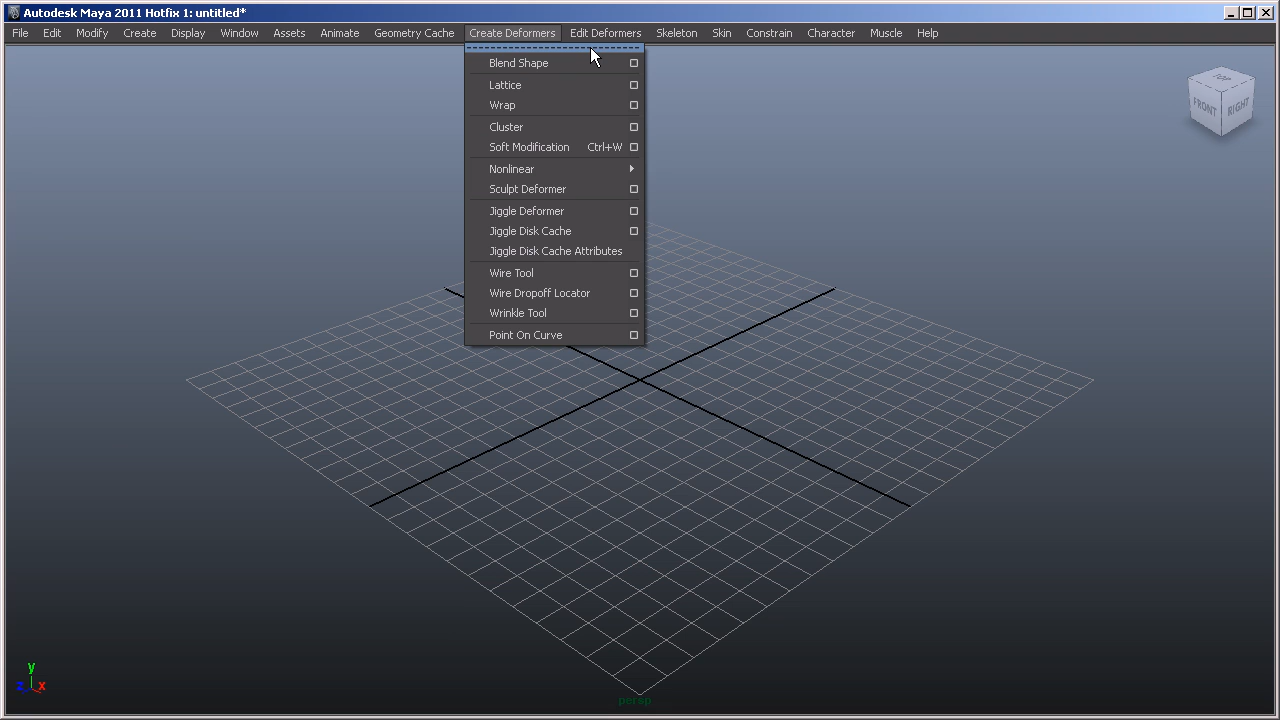 Autodesk Maya 2011 Hotfix 1: untitled*
File Edit Modify Create Display Window Assets Animate Geometry Cache Create Deformers Edit Deformers Skeleton Skin Constrain Character Muscle Help
Blend Shape
Lattice
Wrap
Cluster
Soft Modification Ctrl+W
Nonlinear
Sculpt Deformer
Jiggle Deformer
Jiggle Disk Cache
Jiggle Disk Cache Attributes
Wire Tool
Wire Dropoff Locator
Wrinkle Tool
Point On Curve
TOP
FRONT RIGHT
y
z x
persp